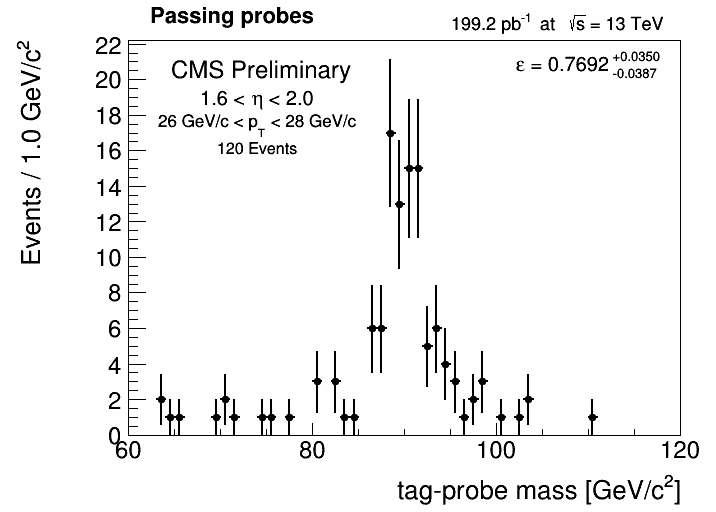 Passing probes
199.2 pb-1 at √s = 13 TeV
CMS Preliminary
ε = 0.7692 +0.0350 -0.0387
1.6 < η < 2.0
26 GeV/c < pT < 28 GeV/c
120 Events
Events / 1.0 GeV/c2
22
20
18
16
14
12
10
8
6
4
2
0
60 80 100 120
tag-probe mass [GeV/c2]